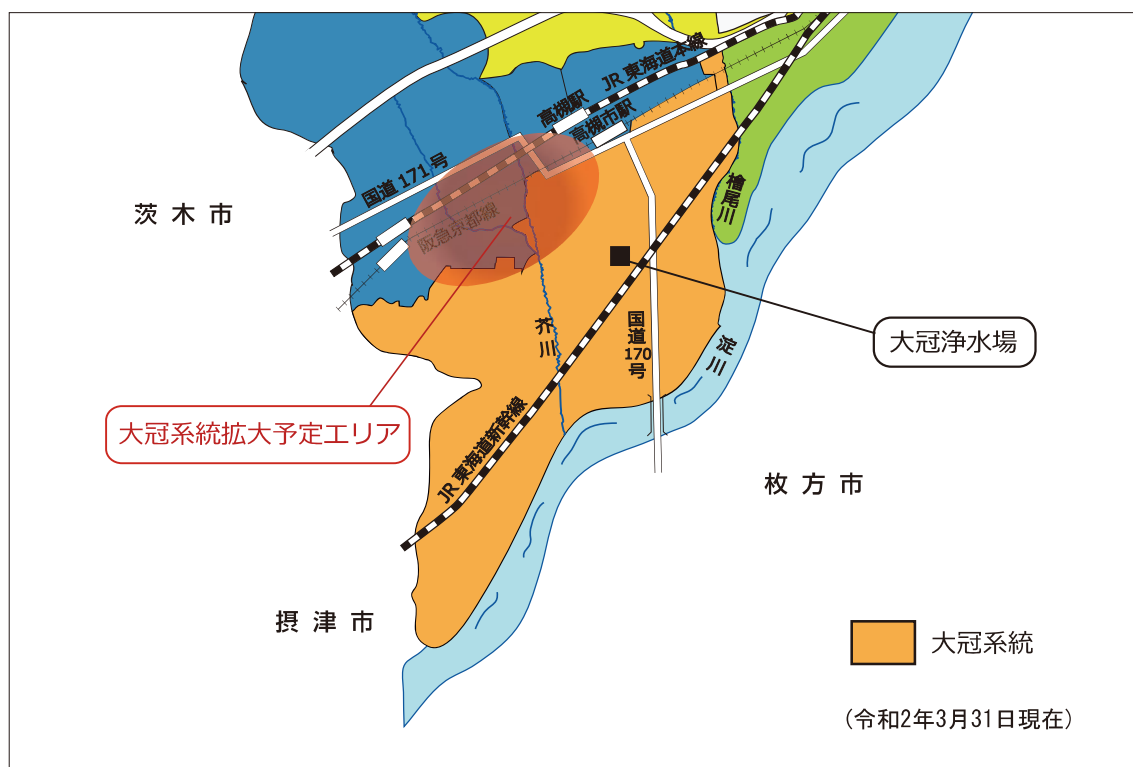 JR 東海道本線
高槻駅
高槻市駅
国道 171 号
阪急京都線
茨木市
檜尾川
芥川
国道170号
淀川
大冠浄水場
大冠系統拡大予定エリア
JR 東海道新幹線
枚方市
摂津市
大冠系統
（令和2年3月31日現在）